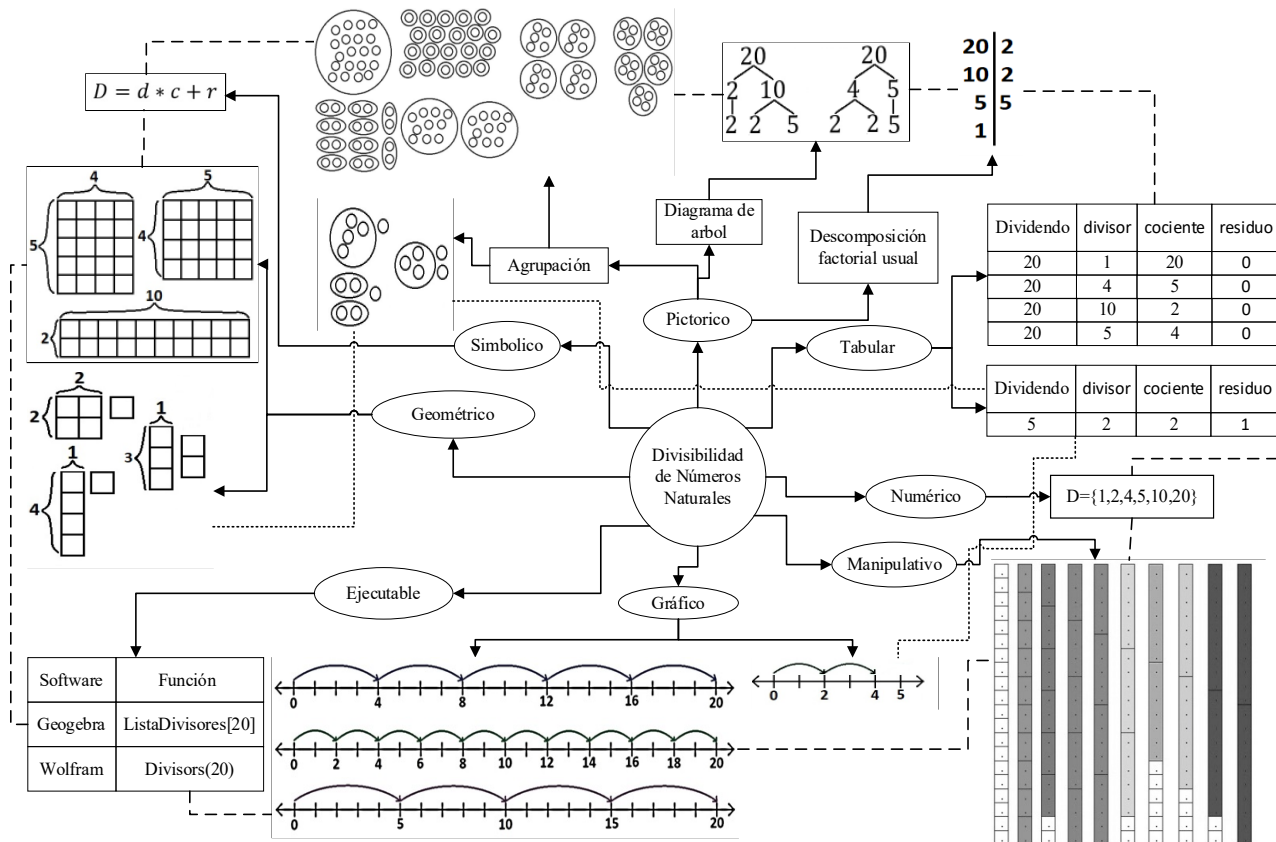 20 20
2 10 4 5
2 2 5 2 2 5
20 2
10 2
5 5
1
D = d * c + r
4 5
5 4
10
2
Diagrama de
arbol
Descomposición
factorial usual
Agrupación
Pictorico
Simbolico
Tabular
Geométrico
Dividendo divisor cociente residuo
20 1 20 0
20 4 5 0
20 10 2 0
20 5 4 0
Dividendo divisor cociente residuo
5 2 2 1
2
2
1
3
1
4
Divisibilidad
de Números
Naturales
Numérico
D={1,2,4,5,10,20}
Manipulativo
Ejecutable
Gráfico
Software Función
Geogebra ListaDivisores[20]
Wolfram Divisors(20)
0 4 8 12 16 20
0 2 4 5
0 2 4 6 8 10 12 14 16 18 20
0 5 10 15 20